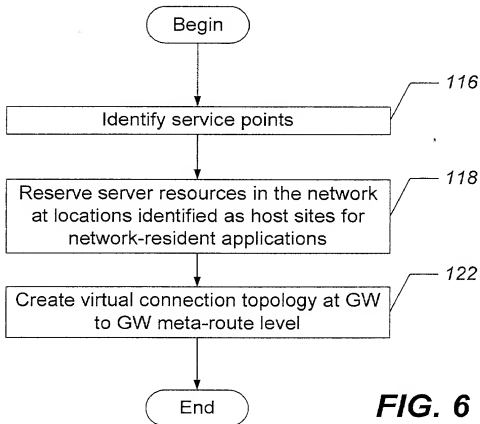 Begin
116
Identify service points
118
Reserve server resources in the network
at locations identified as host sites for
network-resident applications
122
Create virtual connection topology at GW
to GW meta-route level
End
FIG. 6